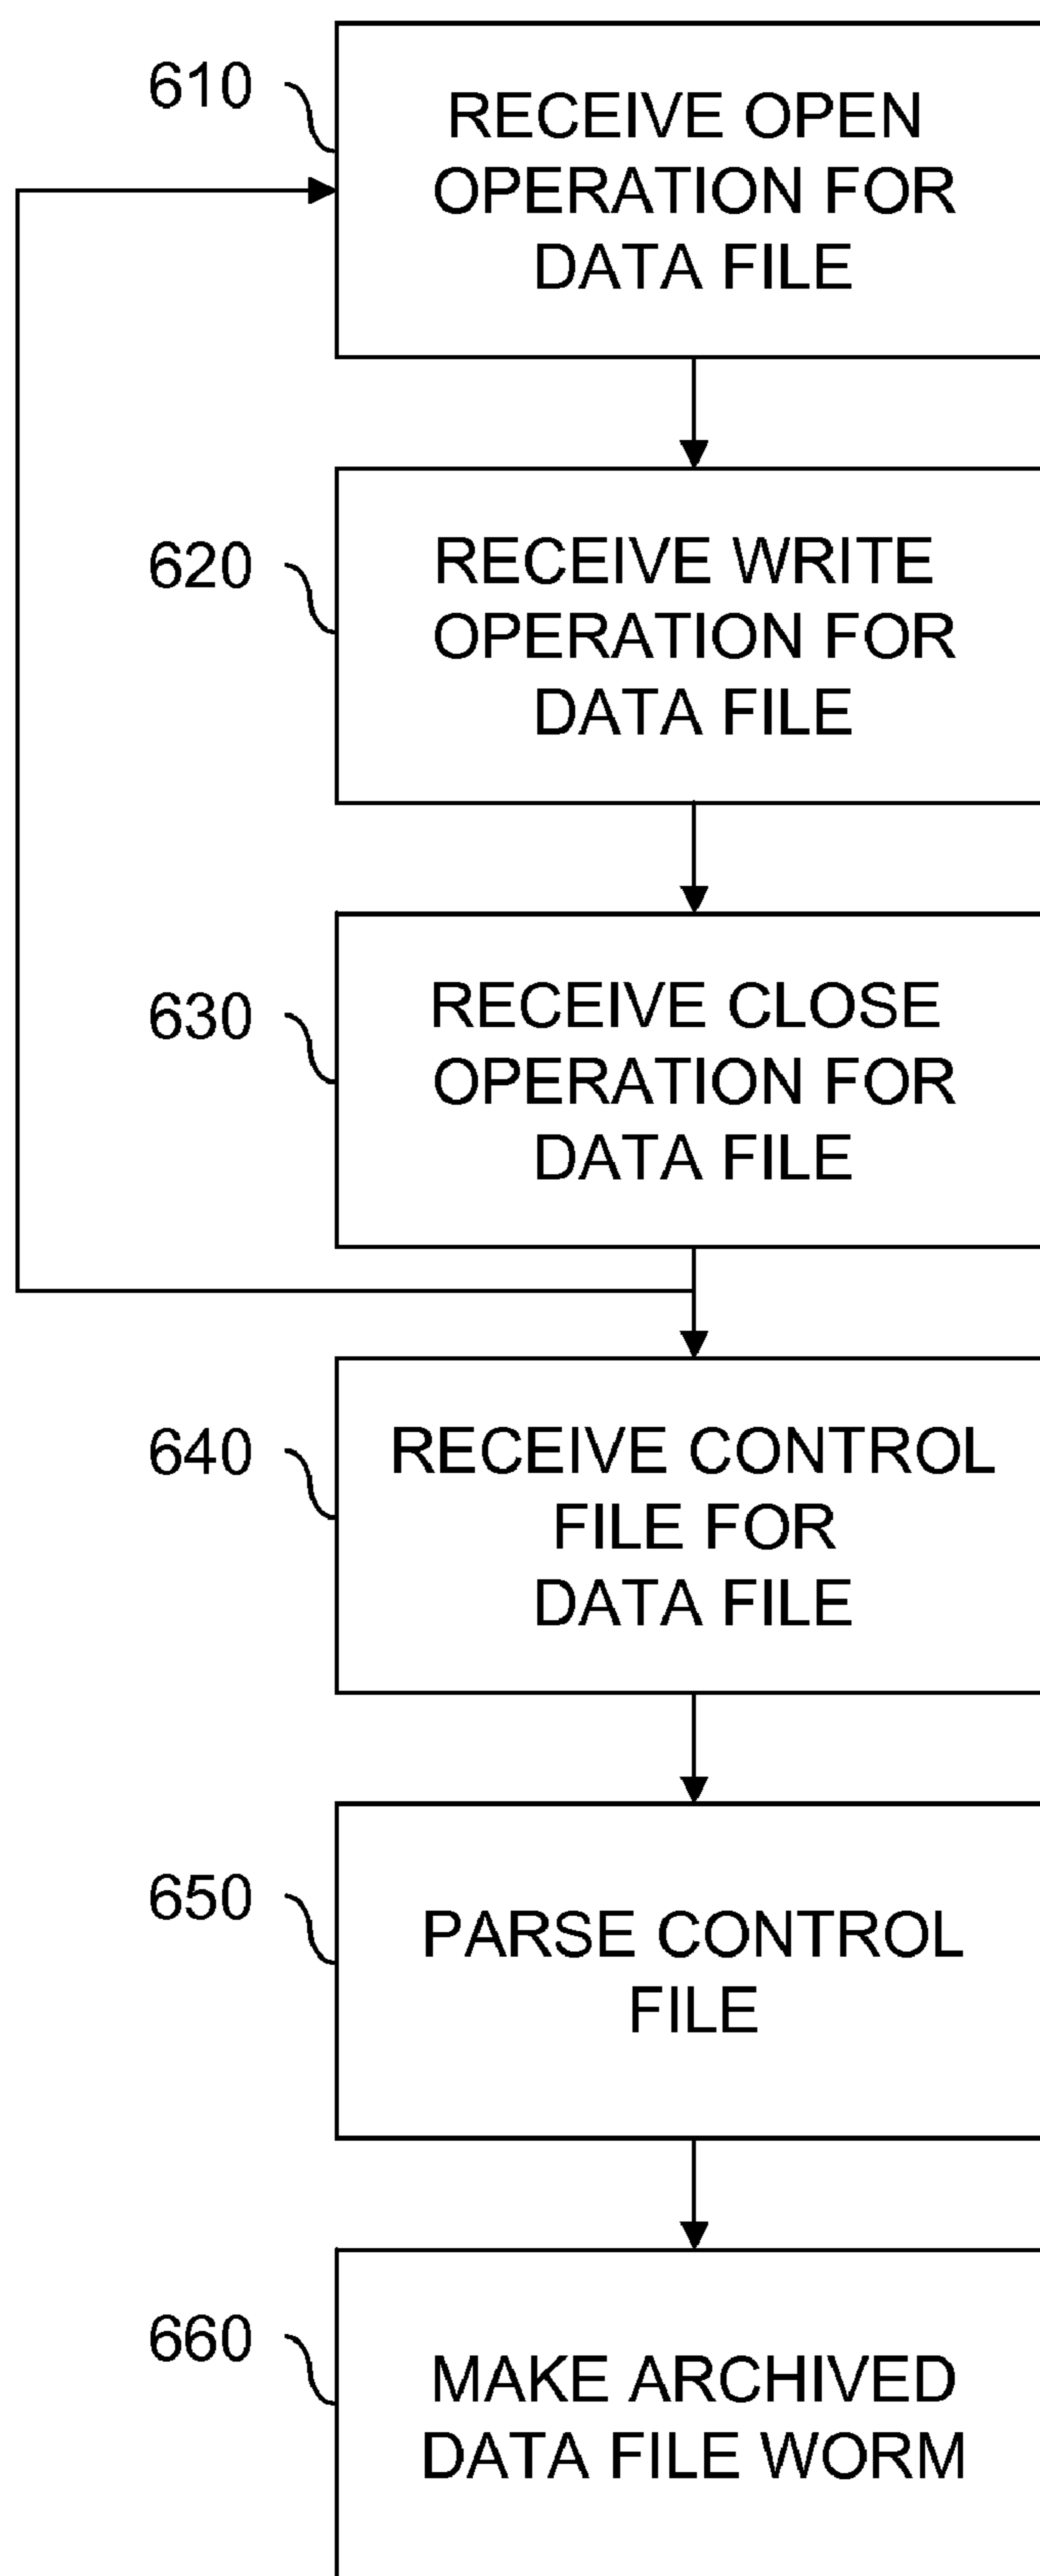 610
RECEIVE OPEN
OPERATION FOR
DATA FILE
620
RECEIVE WRITE
OPERATION FOR
DATA FILE
630
RECEIVE CLOSE
OPERATION FOR
DATA FILE
640
RECEIVE CONTROL
FILE FOR
DATA FILE
650
PARSE CONTROL
FILE
660
MAKE ARCHIVED
DATA FILE WORM